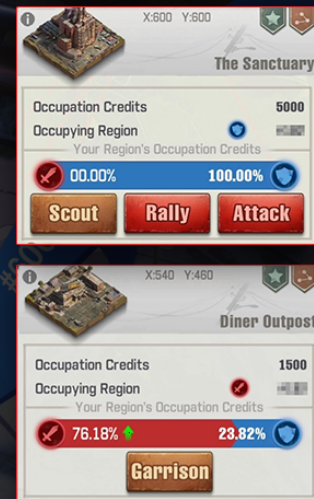 X:600 Y:600
The Sanctuary
Occupation Credits 5000
Occupying Region
Your Region's Occupation Credits
00.00% 100.00%
Scout Rally Attack
X:540 Y:460
Diner Outpost
Occupation Credits 1500
Occupying Region
Your Region's Occupation Credits
76.18% 23.82%
Garrison